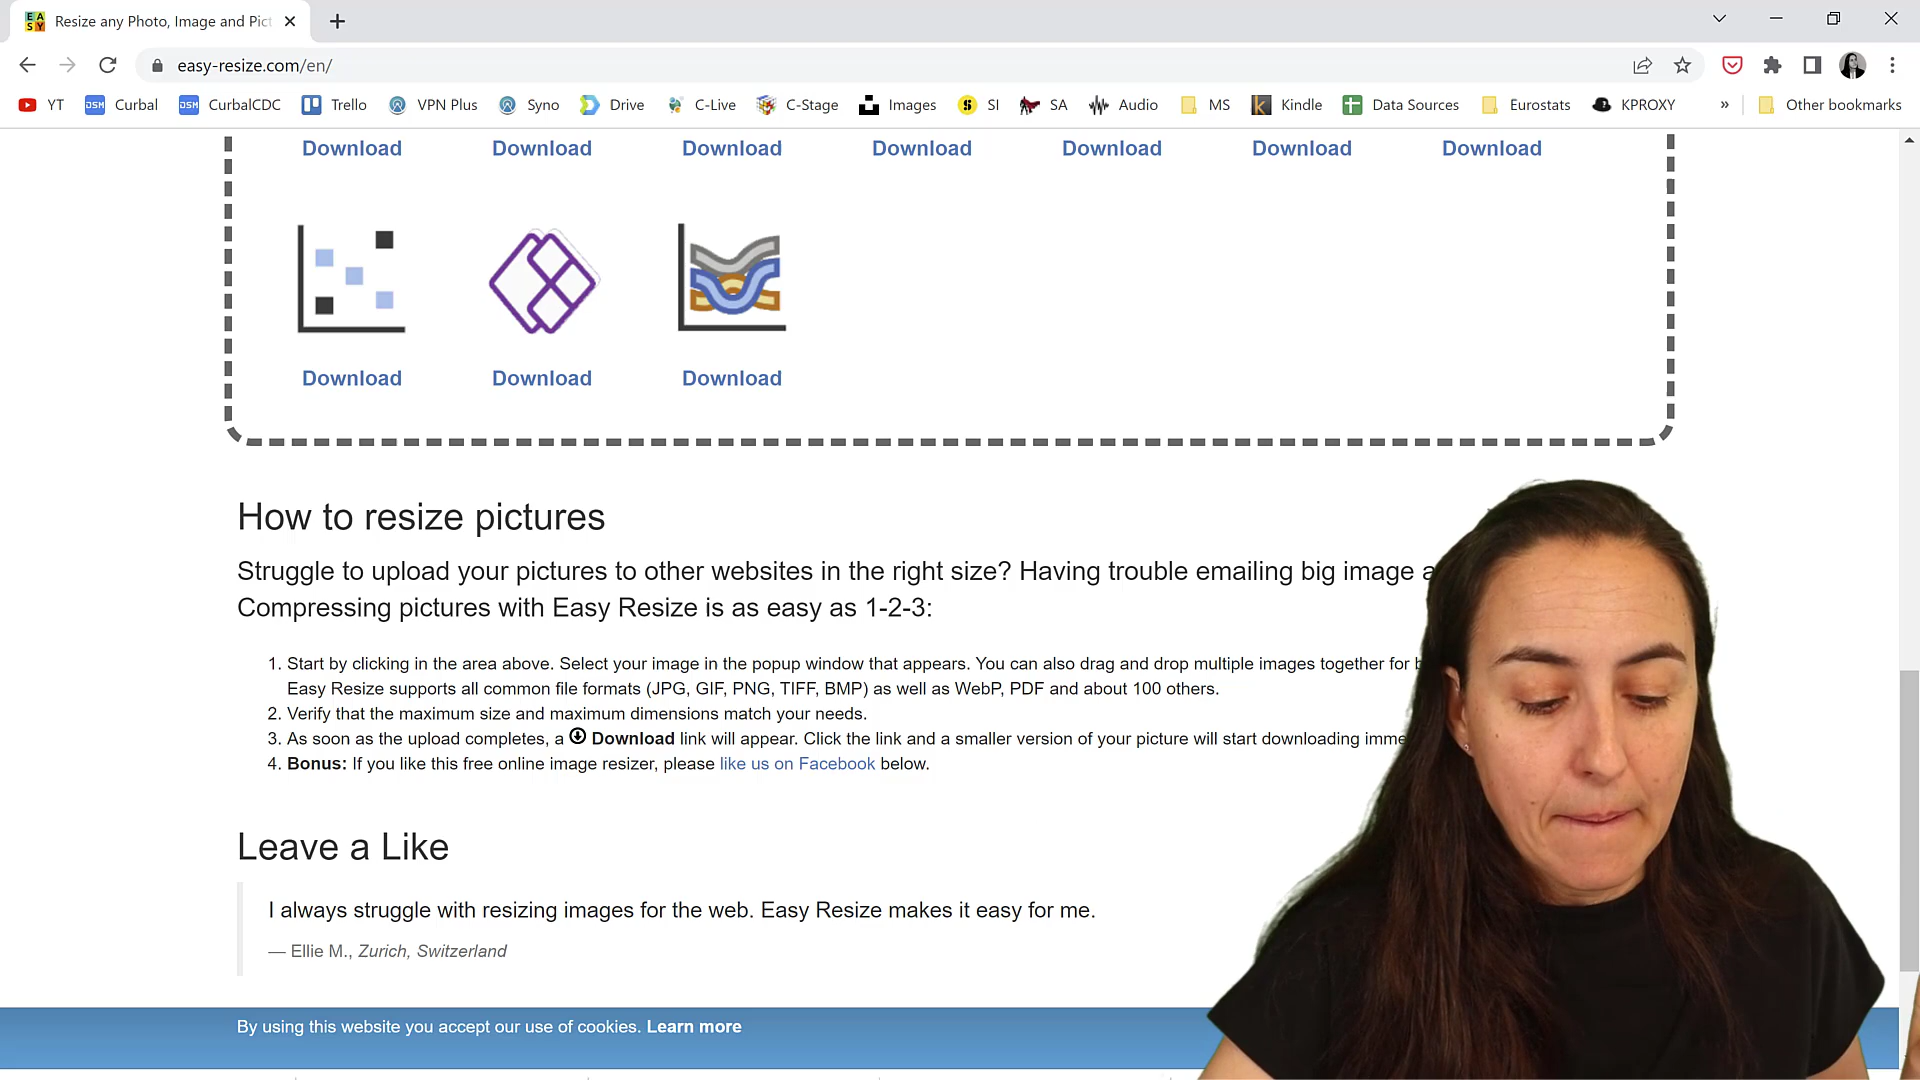 EA
SY
Resize any Photo, Image and Pict
easy-resize.com/en/
YT
DSM Curbal
DSM CurbalCDC
Trello
VPN Plus
Syno
Drive
C-Live
C-Stage
Images
SI
SA
Audio
MS
Kindle
Data Sources
Eurostats
KPROXY
»
Other bookmarks
Download Download Download Download Download Download Download
Download Download Download
How to resize pictures
Struggle to upload your pictures to other websites in the right size? Having trouble emailing big image
Compressing pictures with Easy Resize is as easy as 1-2-3:
1. Start by clicking in the area above. Select your image in the popup window that appears. You can also drag and drop multiple images together for
Easy Resize supports all common file formats (JPG, GIF, PNG, TIFF, BMP) as well as WebP, PDF and about 100 others.
2. Verify that the maximum size and maximum dimensions match your needs.
3. As soon as the upload completes, a Download link will appear. Click the link and a smaller version of your picture will start downloading
4. Bonus: If you like this free online image resizer, please like us on Facebook below.
Leave a Like
I always struggle with resizing images for the web. Easy Resize makes it easy for me.
— Ellie M., Zurich, Switzerland
By using this website you accept our use of cookies. Learn more